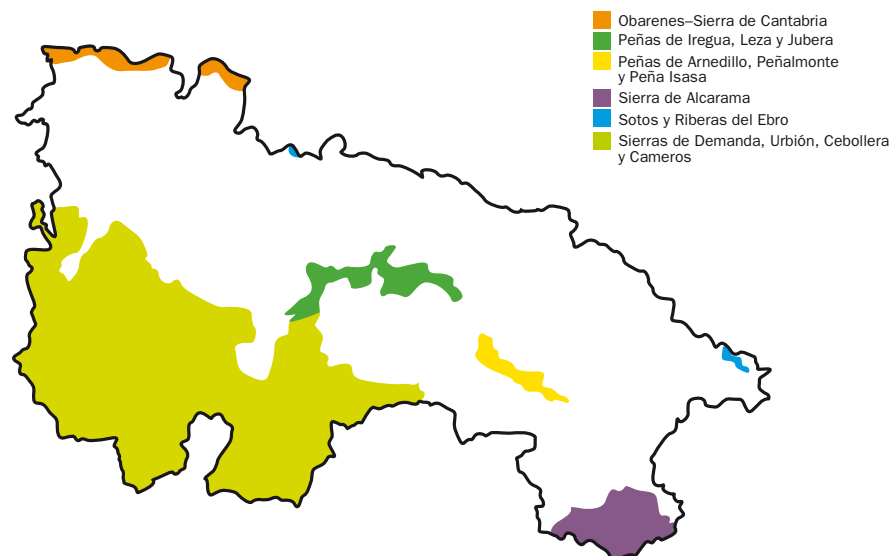 Obarenes–Sierra de Cantabria
Peñas de Iregua, Leza y Jubera
Peñas de Arnedillo, Peñalmonte
y Peña Isasa
Sierra de Alcarama
Sotos y Riberas del Ebro
Sierras de Demanda, Urbión, Cebollera
y Cameros